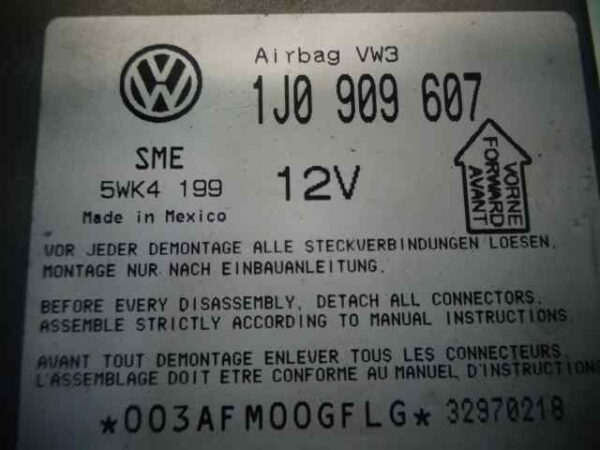 Airbag VW3
1J0 909 607
SME
5WK4 199
12V
Made in Mexico
VORNE
FORWARD
AVANT
VOR JEDER DEMONTAGE ALLE STECKVERBINDUNGEN LOESEN.
MONTAGE NUR NACH EINBAUANLEITUNG.
BEFORE EVERY DISASSEMBLY, DETACH ALL CONNECTORS.
ASSEMBLE STRICTLY ACCORDING TO MANUAL INSTRUCTIONS
AVANT TOUT DEMONTAGE ENLEVER TOUS LES CONNECTEURS
L'ASSEMBLAGE DOIT ETRE CONFORME AU MANUEL D'INSTRUCTIONS
*003AFM00GFLG* 32970218